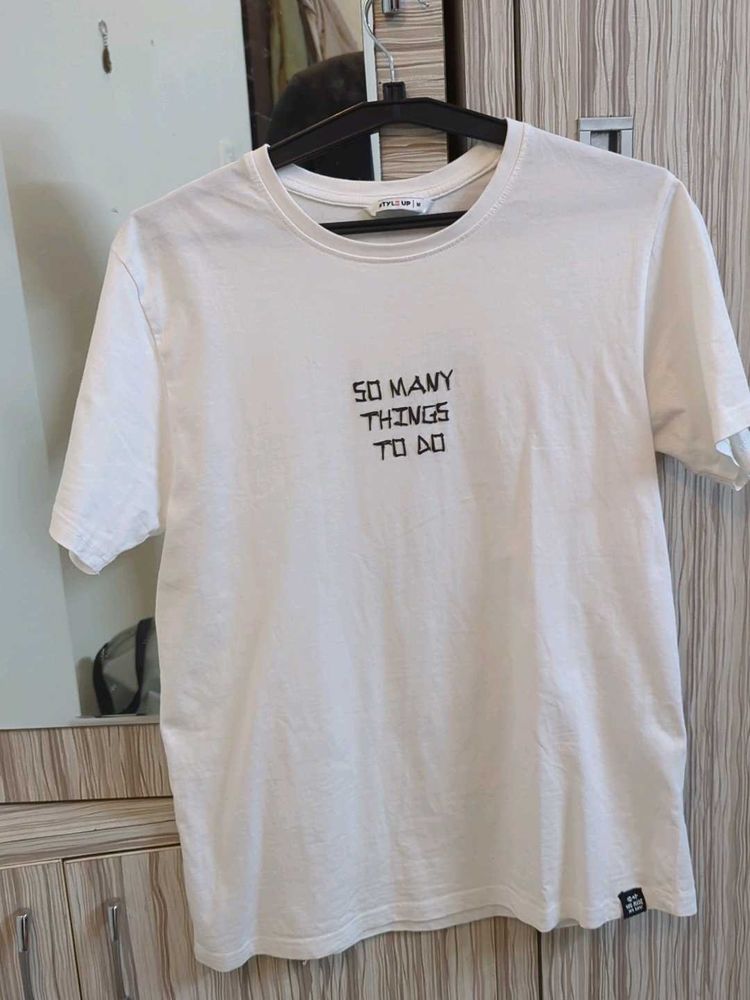 STYLE UP | M
SO MANY
THINGS
TO DO